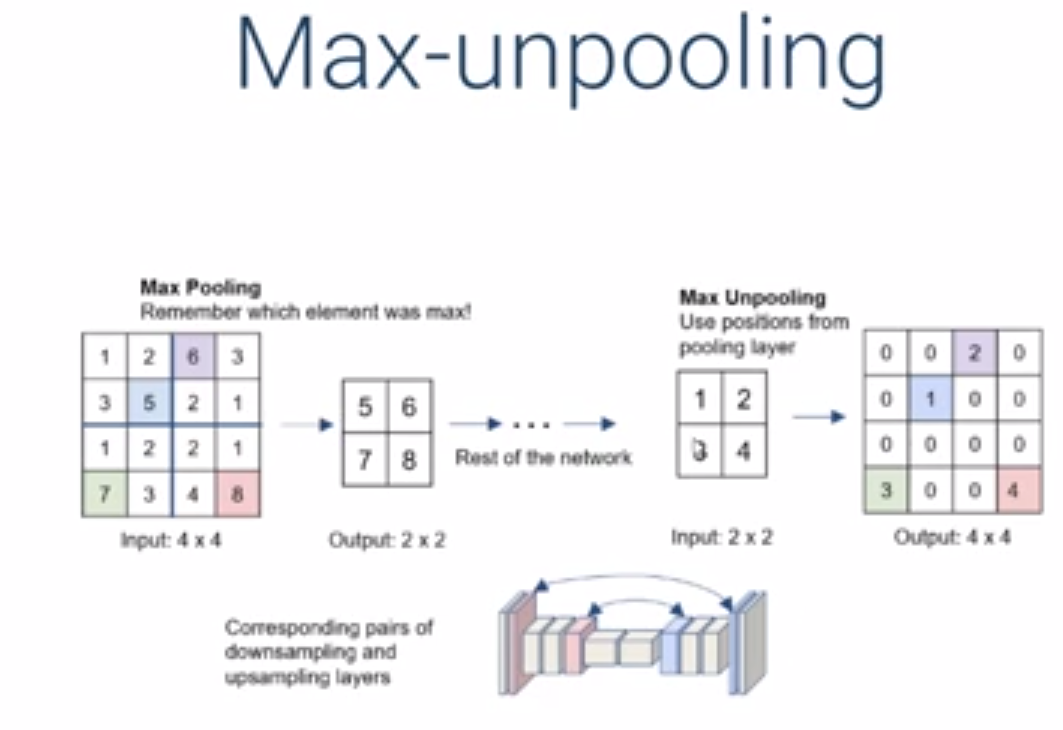 Max-unpooling
Max Pooling
Remember which element was max!
1 2 6 3
3 5 2 1
1 2 2 1
7 3 4 8
Input: 4 x 4
5 6
7 8
Output: 2 x 2
...
Rest of the network
Max Unpooling
Use positions from
pooling layer
1 2
3 4
Input: 2 x 2
0 0 2 0
0 1 0 0
0 0 0 0
3 0 0 4
Output: 4 x 4
Corresponding pairs of
downsampling and
upsampling layers